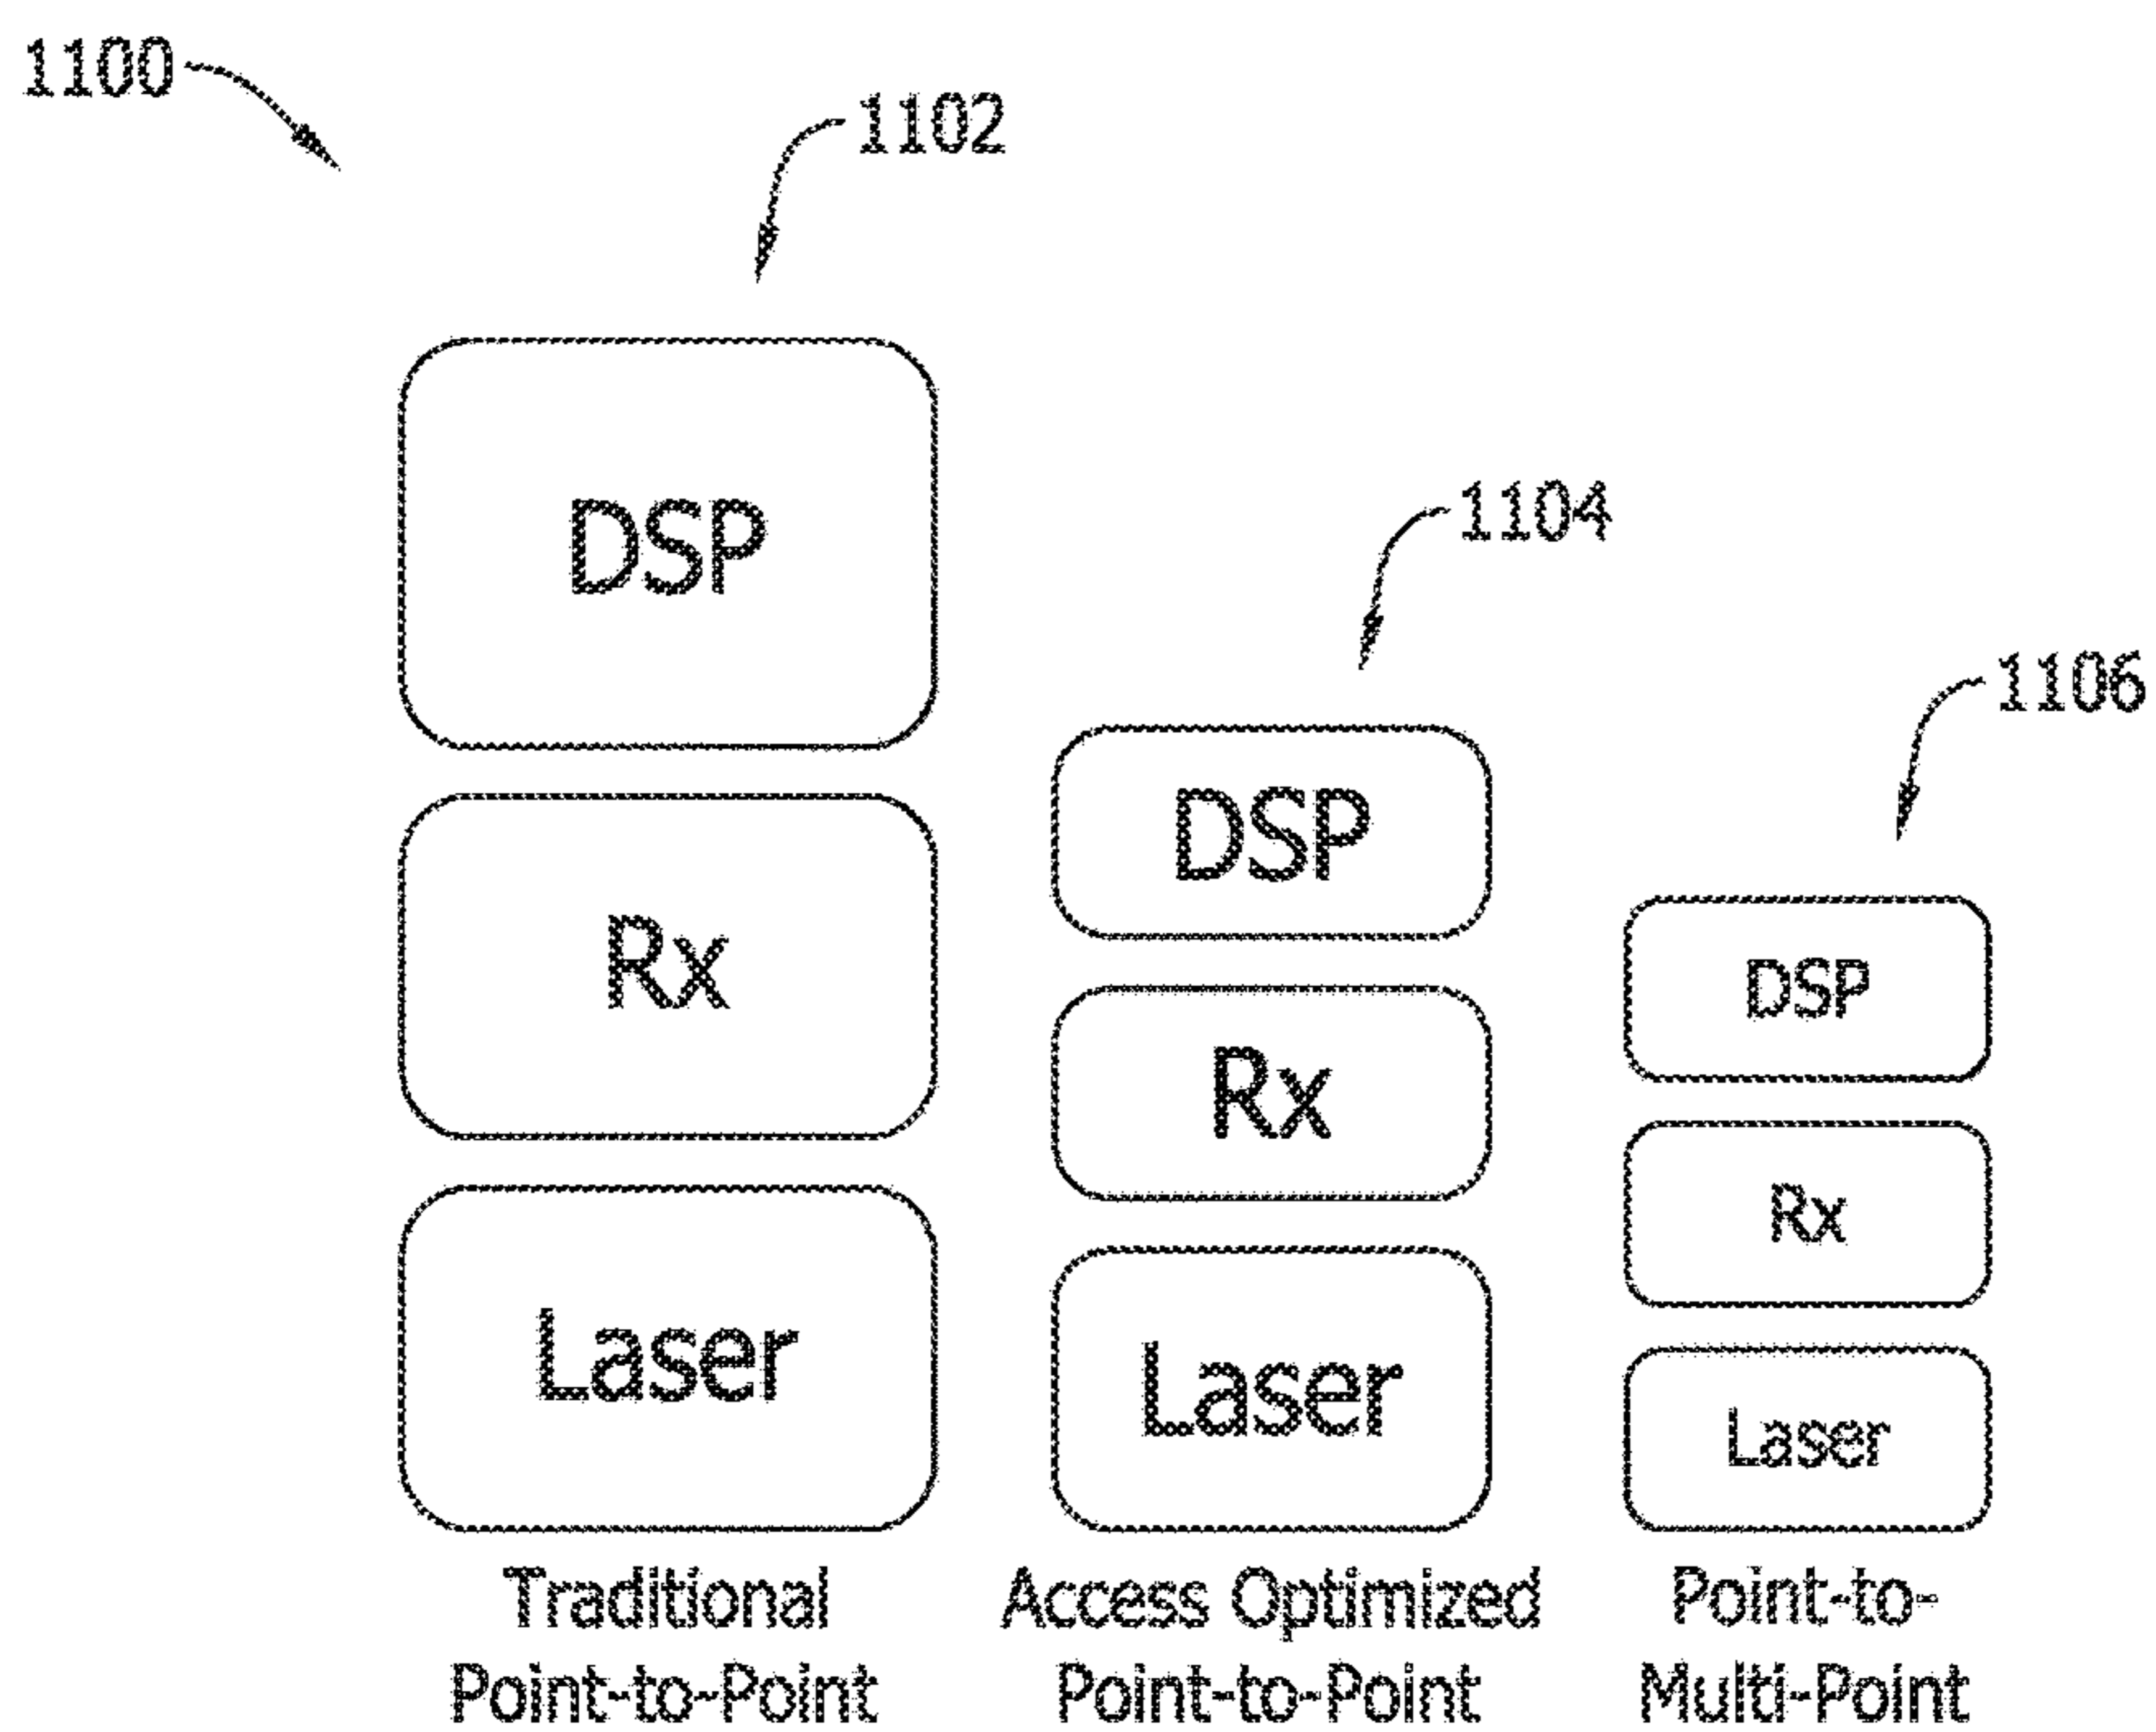 1100
1102
DSP
Rx
Laser
Traditional
Point-to-Point
1104
DSP
Rx
Laser
Access Optimized
Point-to-Point
1106
DSP
Rx
Laser
Point-to-
Multi-Point